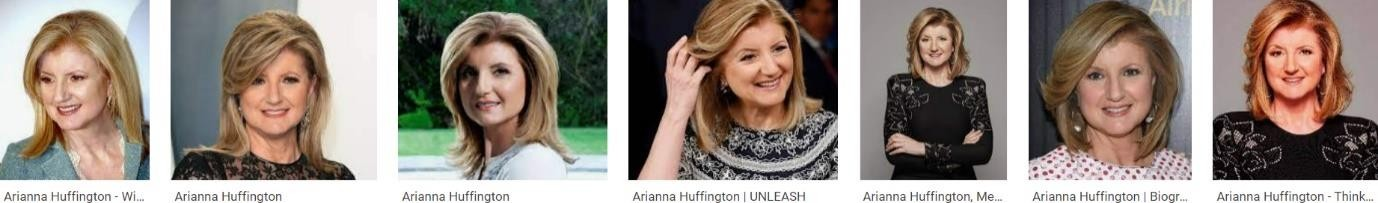 Airb
Arianna Huffington - Wi...
Arianna Huffington
Arianna Huffington
Arianna Huffington | UNLEASH
Arianna Huffington, Me...
Arianna Huffington | Biogr...
Arianna Huffington - Think...